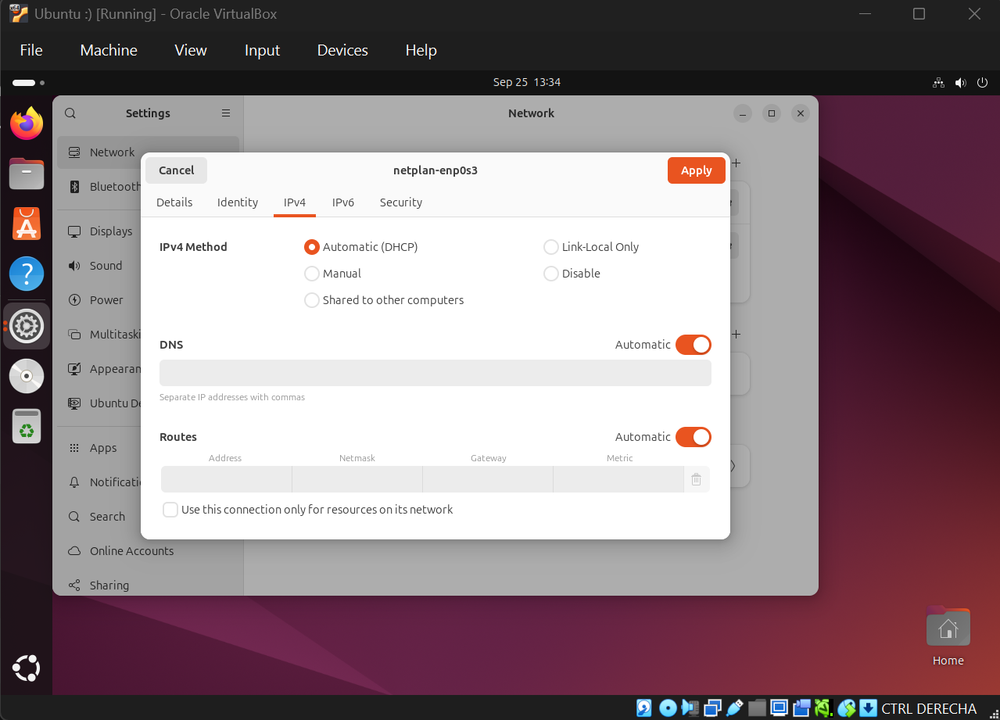 Ubuntu :) [Running] - Oracle VirtualBox
File Machine View Input Devices Help
Sep 25 13:34
Settings
Network
Network
Bluetooth
Displays
Sound
Power
Multitaski
Appearan
Ubuntu De
Apps
Notificatic
Search
Online Accounts
Sharing
Cancel
netplan-enp0s3
Apply
Details Identity IPv4 IPv6 Security
IPv4 Method
Automatic (DHCP)
Link-Local Only
Manual
Disable
Shared to other computers
DNS
Automatic
Separate IP addresses with commas
Routes
Automatic
Address Netmask Gateway Metric
Use this connection only for resources on its network
Home
CTRL DERECHA